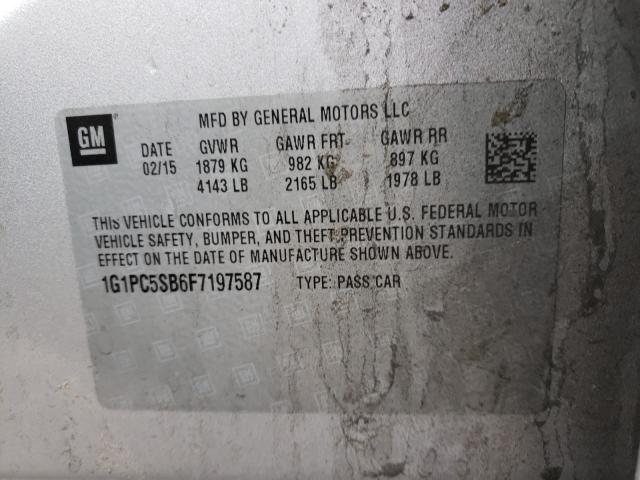 GM
MFD BY GENERAL MOTORS LLC
DATE GVWR GAWR FRT GAWR RR
02/15 1879 KG 982 KG 897 KG
4143 LB 2165 LB 1978 LB
THIS VEHICLE CONFORMS TO ALL APPLICABLE U.S. FEDERAL MOTOR
VEHICLE SAFETY, BUMPER, AND THEFT PREVENTION STANDARDS IN
EFFECT ON THE DATE OF MANUFACTURE SHOWN ABOVE.
1G1PC5SB6F7197587 TYPE: PASS CAR